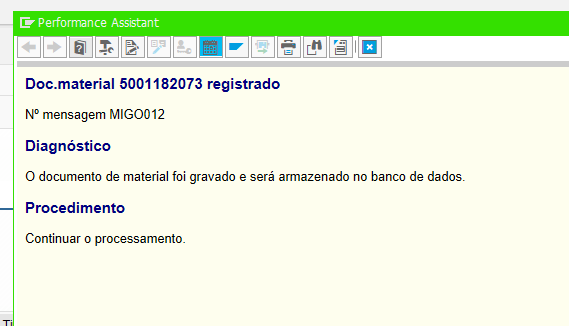 Performance Assistant
Doc.material 5001182073 registrado
Nº mensagem MIGO012
Diagnóstico
O documento de material foi gravado e será armazenado no banco de dados.
Procedimento
Continuar o processamento.